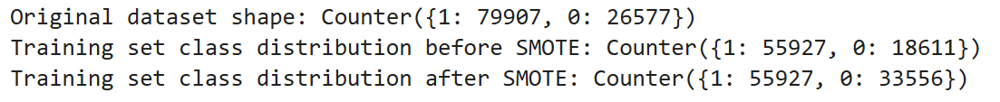 Original dataset shape: Counter({1: 79907, 0: 26577})
Training set class distribution before SMOTE: Counter({1: 55927, 0: 18611})
Training set class distribution after SMOTE: Counter({1: 55927, 0: 33556})